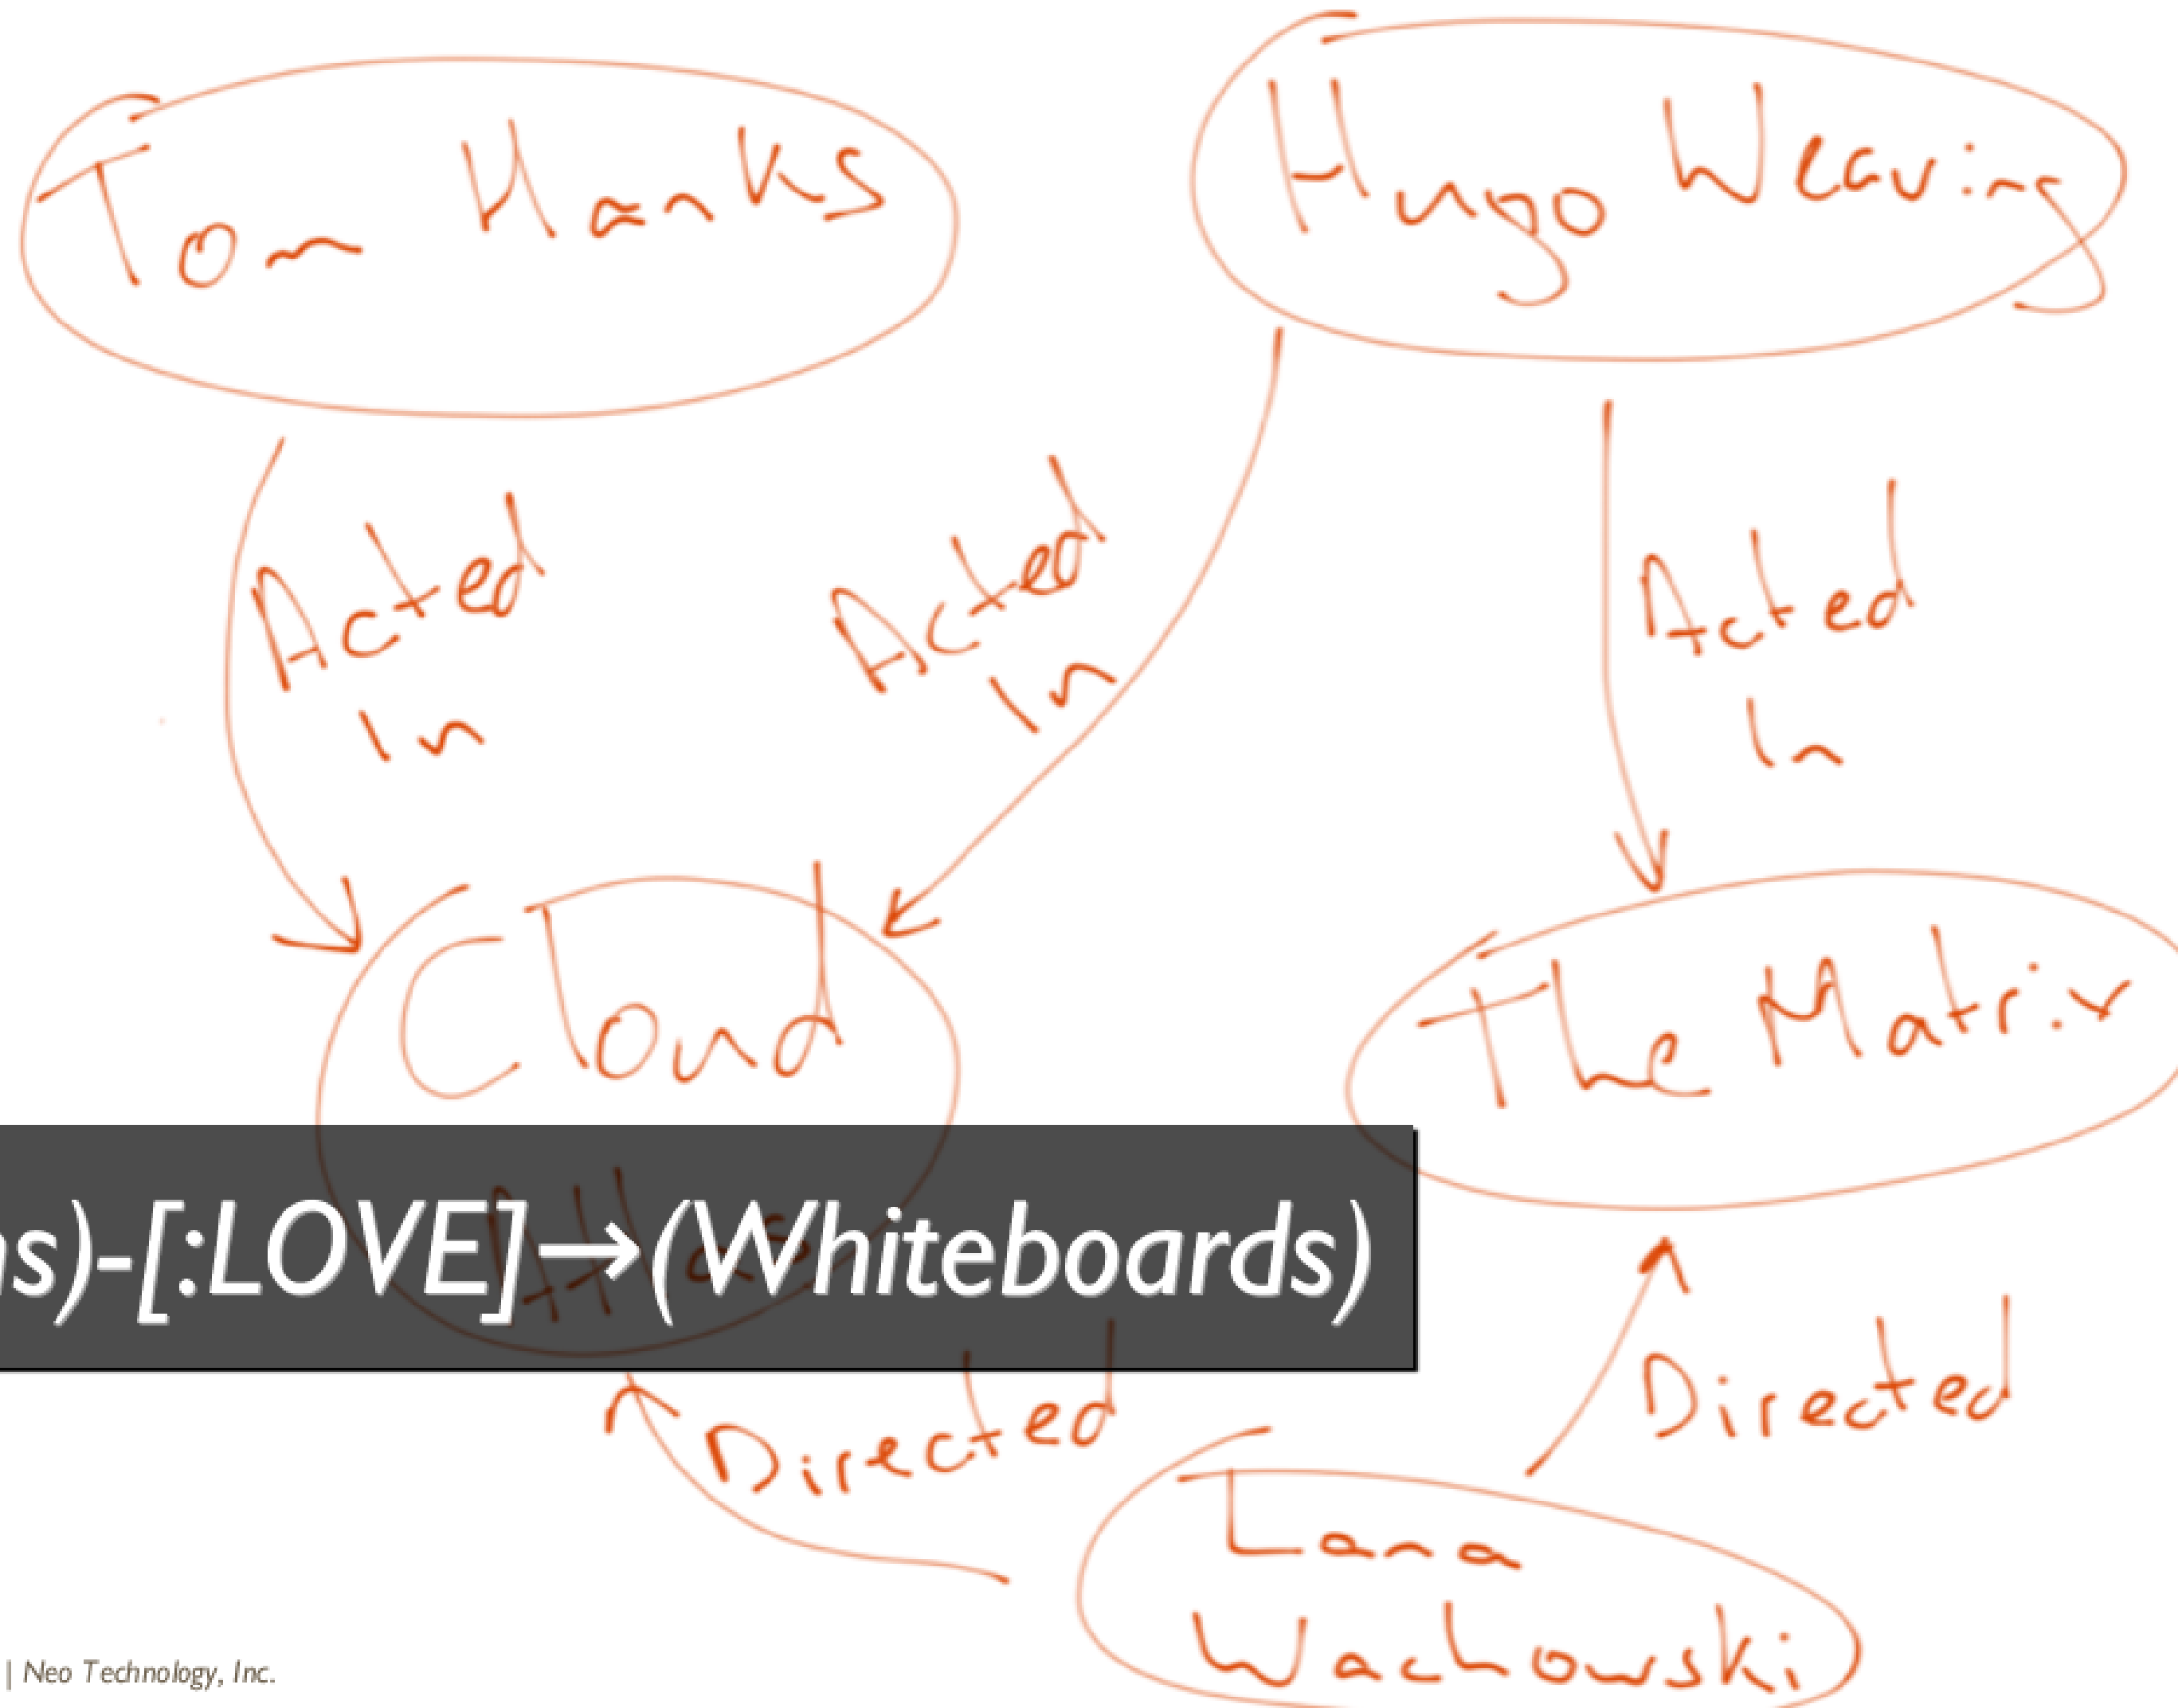 Tom Hanks
Hugo Weaving
Acted
In
Acted
In
Acted
In
Cloud
The Matrix
s)-[:LOVE]→(Whiteboards)
Directed
Directed
Lana
Wachowski
| Neo Technology, Inc.